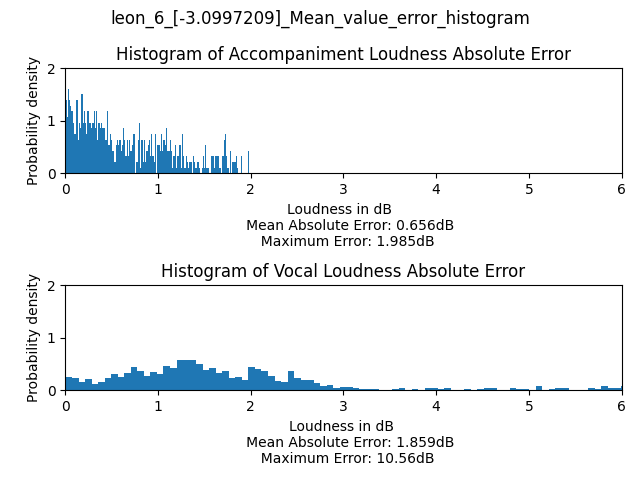 leon_6_[-3.0997209]_Mean_value_error_histogram
Histogram of Accompaniment Loudness Absolute Error
Probability density
2
1
0
0 1 2 3 4 5 6
Loudness in dB
Mean Absolute Error: 0.656dB
Maximum Error: 1.985dB
Histogram of Vocal Loudness Absolute Error
Probability density
2
1
0
0 1 2 3 4 5 6
Loudness in dB
Mean Absolute Error: 1.859dB
Maximum Error: 10.56dB